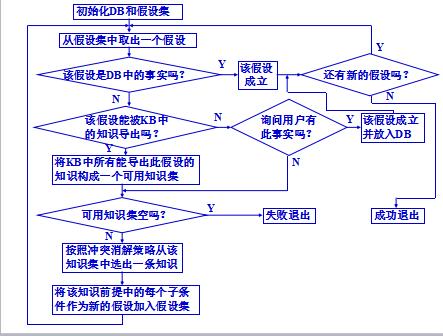 初始化DB和假设集
从假设集中取出一个假设
该假设是DB中的事实吗?
Y
该假设
成立
还有新的假设吗?
Y
N
N
该假设能被KB中
的知识导出吗?
N
询问用户有
此事实吗?
Y
该假设成立
并放入DB
Y
N
将KB中所有能导出此假设的
知识构成一个可用知识集
可用知识集空吗?
Y
失败退出
成功退出
N
按照冲突消解策略从该
知识集中选出一条知识
将该知识前提中的每个子条
件作为新的假设加入假设集